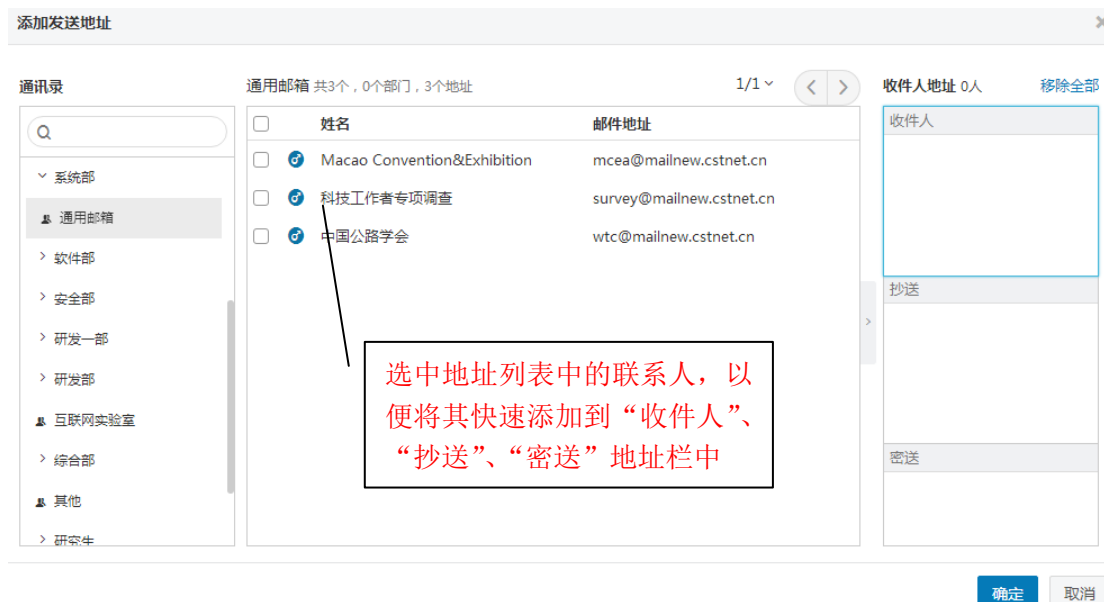 添加发送地址
通讯录
通用邮箱 共3个，0个部门，3个地址
1/1
收件人地址 0人
移除全部
系统部
通用邮箱
软件部
安全部
研发一部
研发部
互联网实验室
综合部
其他
研究生
姓名 邮件地址
Macao Convention&Exhibition mcea@mailnew.cstnet.cn
科技工作者专项调查 survey@mailnew.cstnet.cn
中国公路学会 wtc@mailnew.cstnet.cn
选中地址列表中的联系人，以
便将其快速添加到“收件人”、
“抄送”、“密送”地址栏中
收件人
抄送
密送
确定 取消